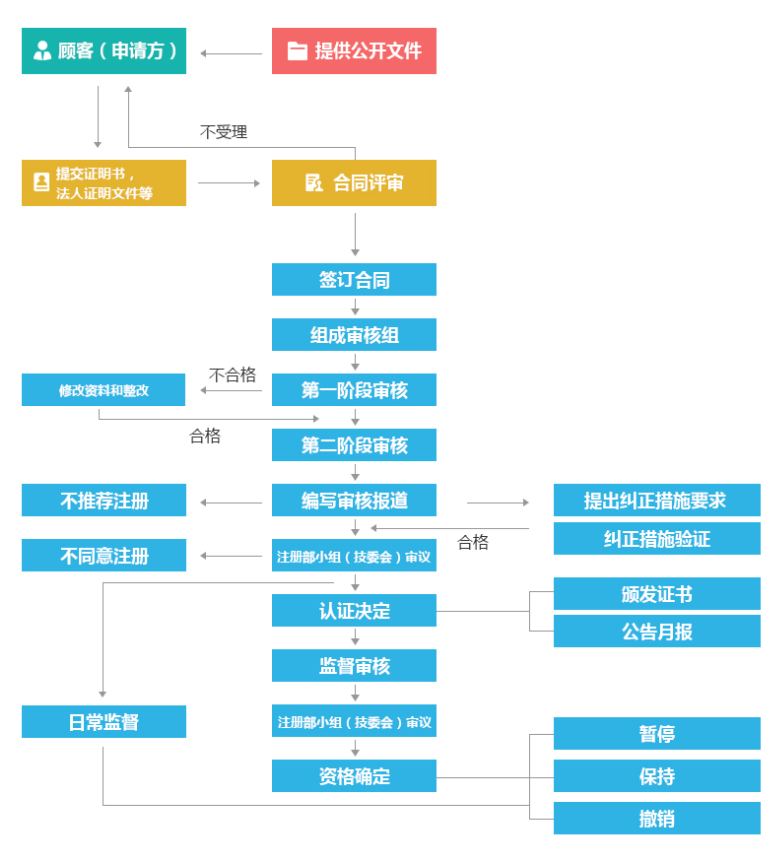 顾客（申请方）
提供公开文件
不受理
提交证明书，
法人证明文件等
合同评审
签订合同
组成审核组
不合格
修改资料和整改
第一阶段审核
合格
第二阶段审核
不推荐注册
编写审核报道
提出纠正措施要求
合格
纠正措施验证
不同意注册
注册部小组（技委会）审议
颁发证书
认证决定
公告月报
监督审核
日常监督
注册部小组（技委会）审议
暂停
资格确定
保持
撤销